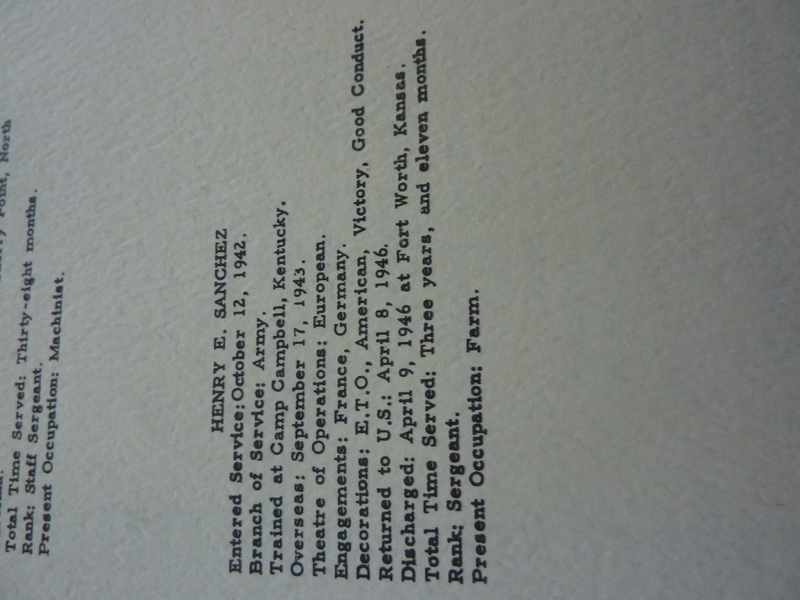 Point, North
Total Time Served: Thirty-eight months.
Rank: Staff Sergeant.
Present Occupation: Machinist.
HENRY E. SANCHEZ
Entered Service: October 12, 1942.
Branch of Service: Army.
Trained at Camp Campbell, Kentucky.
Overseas: September 17, 1943.
Theatre of Operations: European.
Engagements: France, Germany.
Decorations: E.T.O., American, Victory, Good Conduct.
Returned to U.S.: April 8, 1946.
Discharged: April 9, 1946 at Fort Worth, Kansas.
Total Time Served: Three years, and eleven months.
Rank: Sergeant.
Present Occupation: Farm.